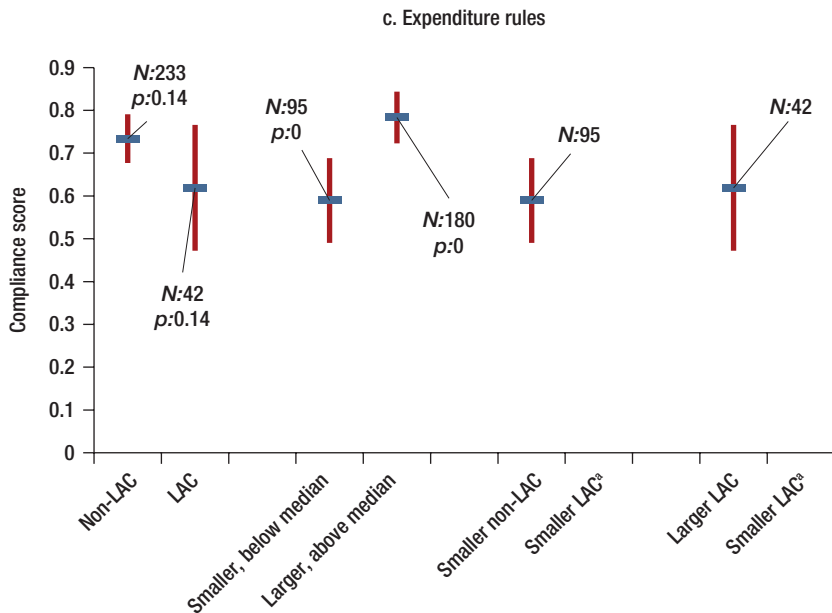 c. Expenditure rules
Compliance score
0.9
0.8
0.7
0.6
0.5
0.4
0.3
0.2
0.1
0
N:233
p:0.14
N:42
p:0.14
N:95
p:0
N:180
p:0
N:95
N:42
Non-LAC
LAC
Smaller, below median
Larger, above median
Smaller non-LAC
Smaller LACᵃ
Larger LAC
Smaller LACᵃ